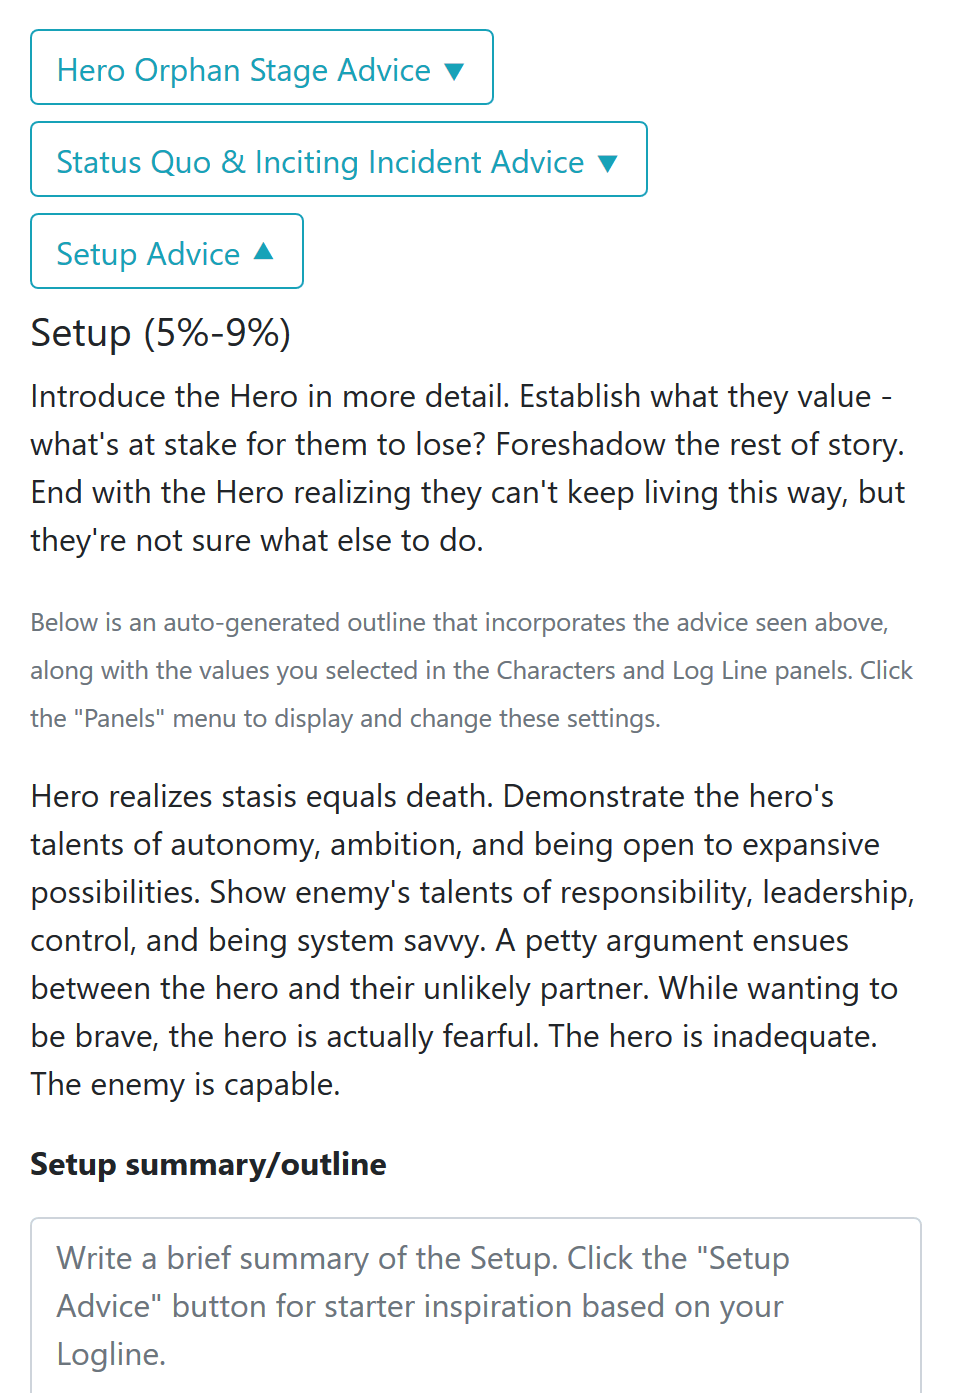 Hero Orphan Stage Advice ▼
Status Quo & Inciting Incident Advice ▼
Setup Advice ▲
Setup (5%-9%)
Introduce the Hero in more detail. Establish what they value -
what's at stake for them to lose? Foreshadow the rest of story.
End with the Hero realizing they can't keep living this way, but
they're not sure what else to do.
Below is an auto-generated outline that incorporates the advice seen above,
along with the values you selected in the Characters and Log Line panels. Click
the "Panels" menu to display and change these settings.
Hero realizes stasis equals death. Demonstrate the hero's
talents of autonomy, ambition, and being open to expansive
possibilities. Show enemy's talents of responsibility, leadership,
control, and being system savvy. A petty argument ensues
between the hero and their unlikely partner. While wanting to
be brave, the hero is actually fearful. The hero is inadequate.
The enemy is capable.
Setup summary/outline
Write a brief summary of the Setup. Click the "Setup
Advice" button for starter inspiration based on your
Logline.